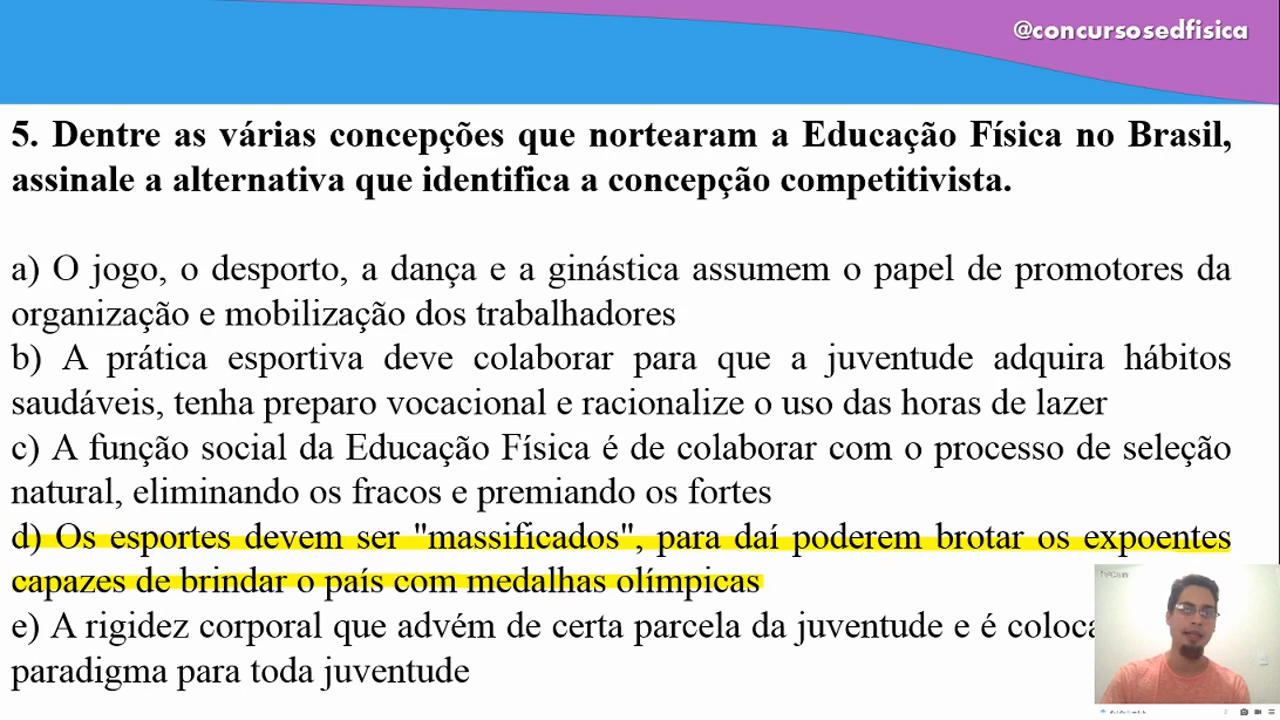 @concursosedfisica
5. Dentre as várias concepções que nortearam a Educação Física no Brasil,
assinale a alternativa que identifica a concepção competitivista.
a) O jogo, o desporto, a dança e a ginástica assumem o papel de promotores da
organização e mobilização dos trabalhadores
b) A prática esportiva deve colaborar para que a juventude adquira hábitos
saudáveis, tenha preparo vocacional e racionalize o uso das horas de lazer
c) A função social da Educação Física é de colaborar com o processo de seleção
natural, eliminando os fracos e premiando os fortes
d) Os esportes devem ser "massificados", para daí poderem brotar os expoentes
capazes de brindar o país com medalhas olímpicas
e) A rigidez corporal que advém de certa parcela da juventude e é
paradigma para toda juventude